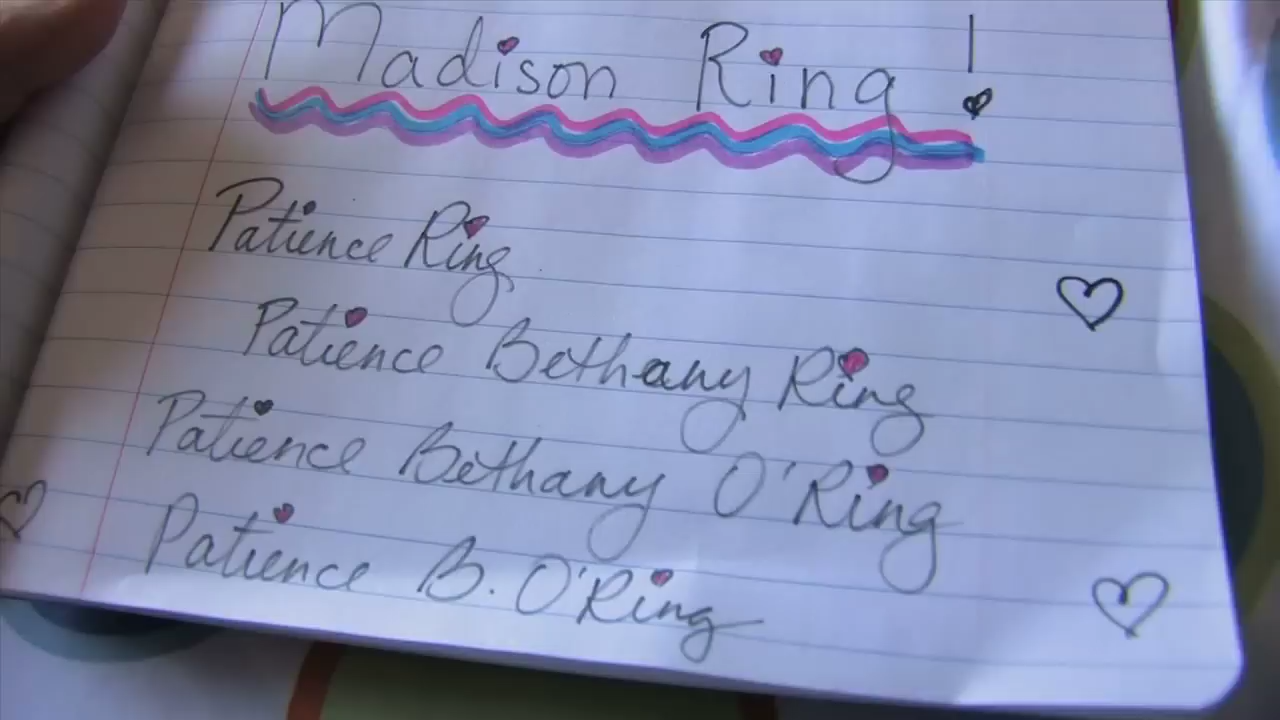 Madison Ring!
Patience Ring
Patience Bethany Ring
Patience Bethany O'Ring
Patience B. O'Ring